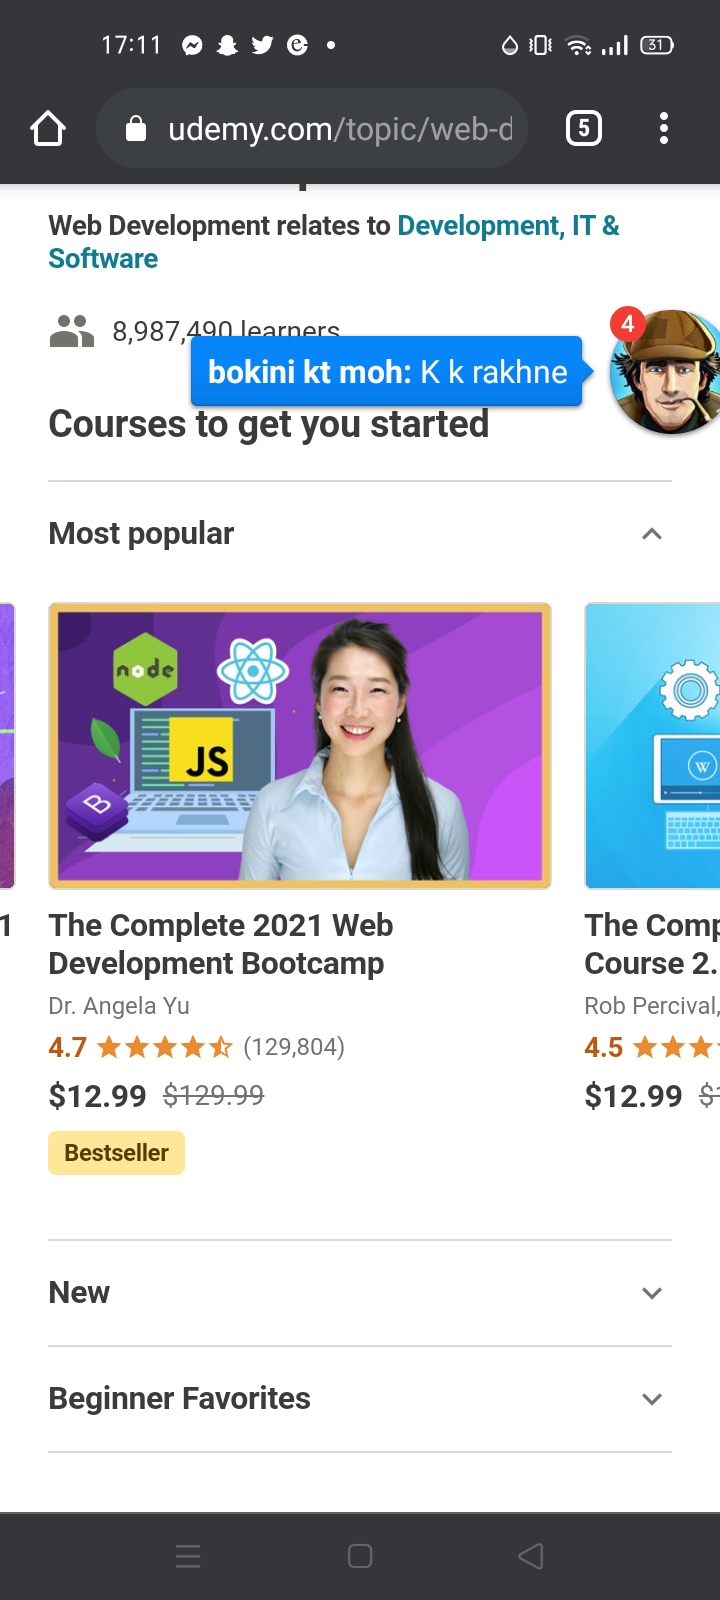 17:11
31
udemy.com/topic/web-d
5
Web Development relates to Development, IT &
Software
8,987,490 learners
4
bokini kt moh: K k rakhne
Courses to get you started
Most popular
node
JS
B
W
The Complete 2021 Web
Development Bootcamp
Dr. Angela Yu
4.7 (129,804)
$12.99 $129.99
Bestseller
1
The Comp
Course 2.
Rob Percival,
4.5
$12.99 $1
New
Beginner Favorites